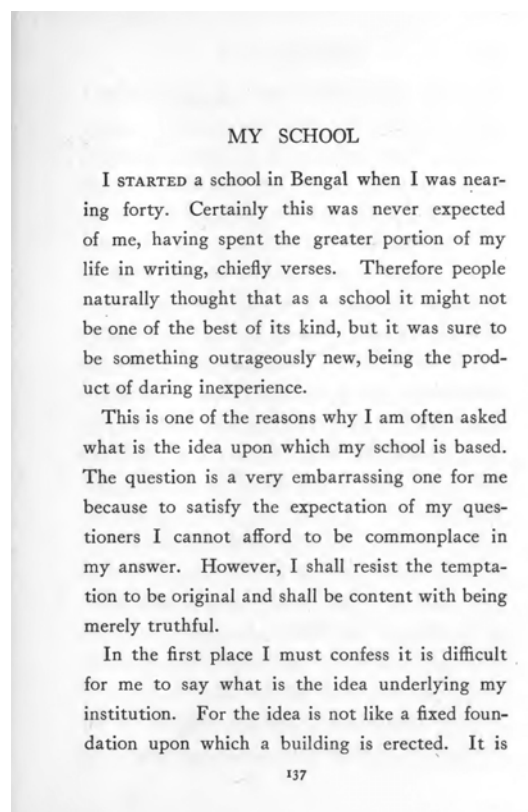 MY SCHOOL
I STARTED a school in Bengal when I was near-
ing forty. Certainly this was never expected
of me, having spent the greater portion of my
life in writing, chiefly verses. Therefore people
naturally thought that as a school it might not
be one of the best of its kind, but it was sure to
be something outrageously new, being the prod-
uct of daring inexperience.
This is one of the reasons why I am often asked
what is the idea upon which my school is based.
The question is a very embarrassing one for me
because to satisfy the expectation of my ques-
tioners I cannot afford to be commonplace in
my answer. However, I shall resist the tempta-
tion to be original and shall be content with being
merely truthful.
In the first place I must confess it is difficult
for me to say what is the idea underlying my
institution. For the idea is not like a fixed foun-
dation upon which a building is erected. It is
137